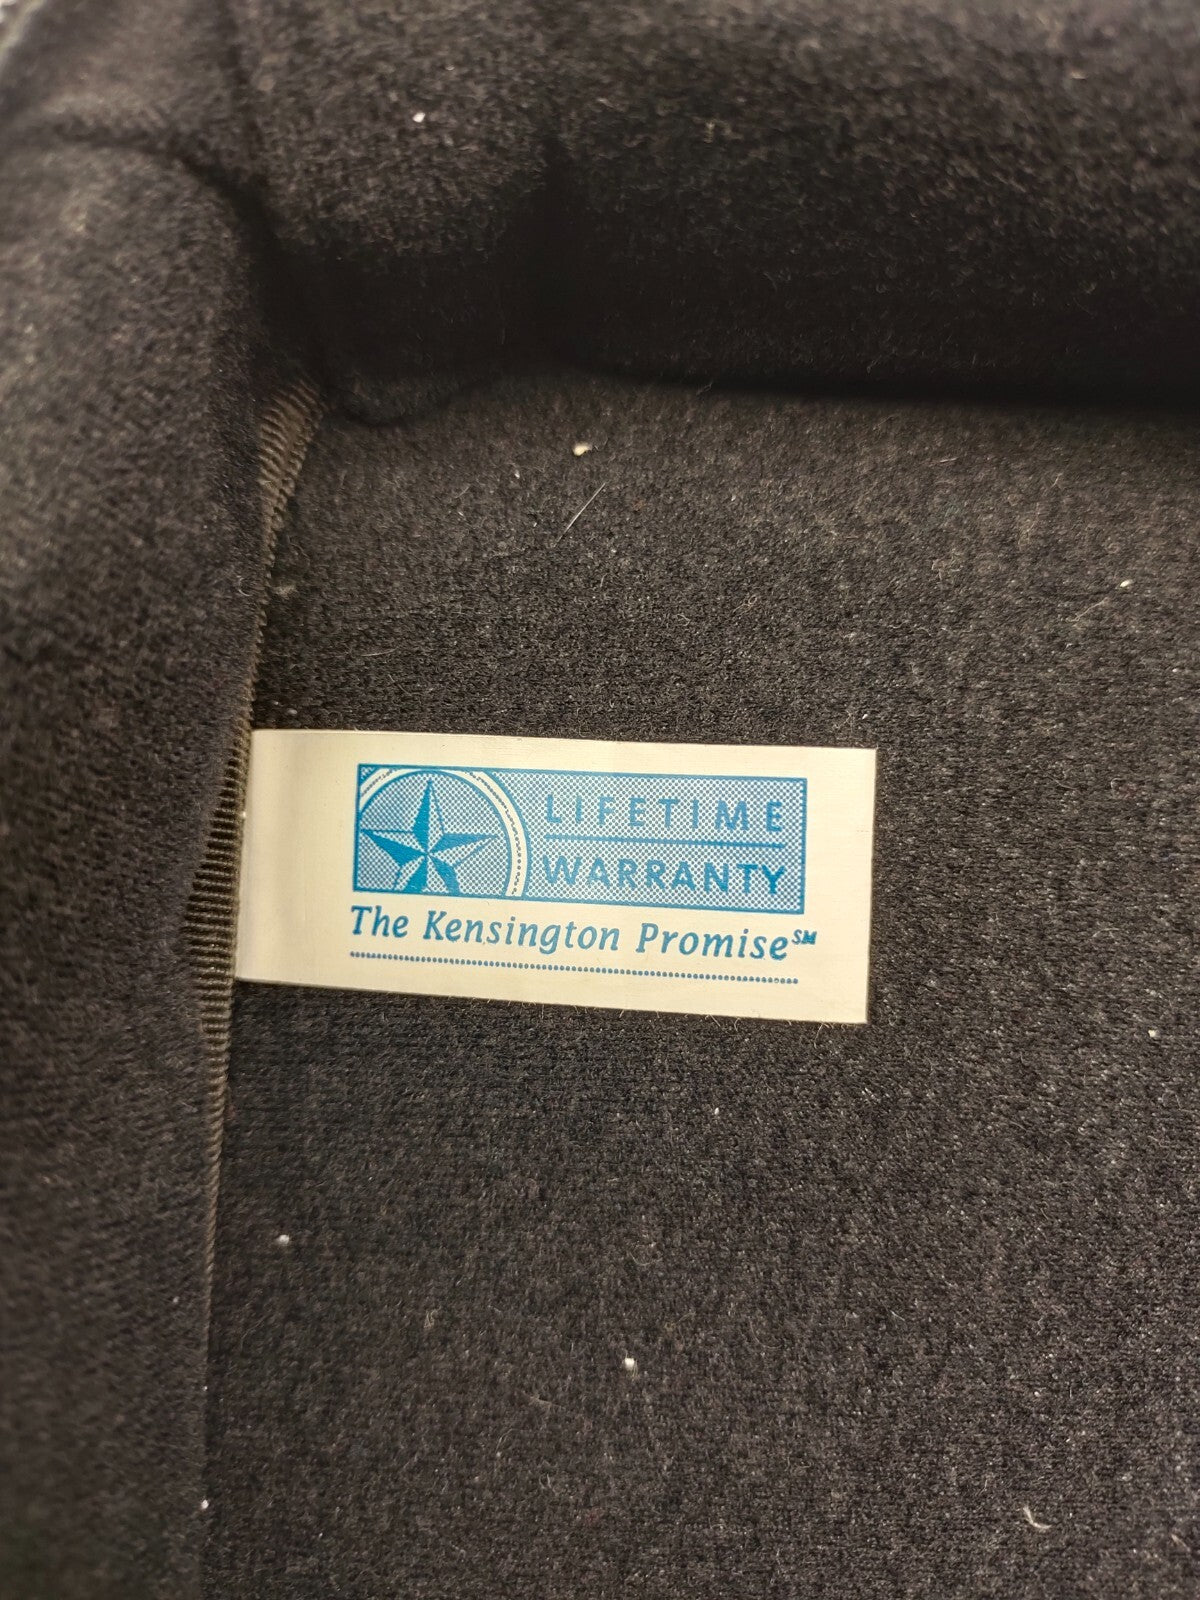 LIFETIME
WARRANTY
The Kensington Promise℠